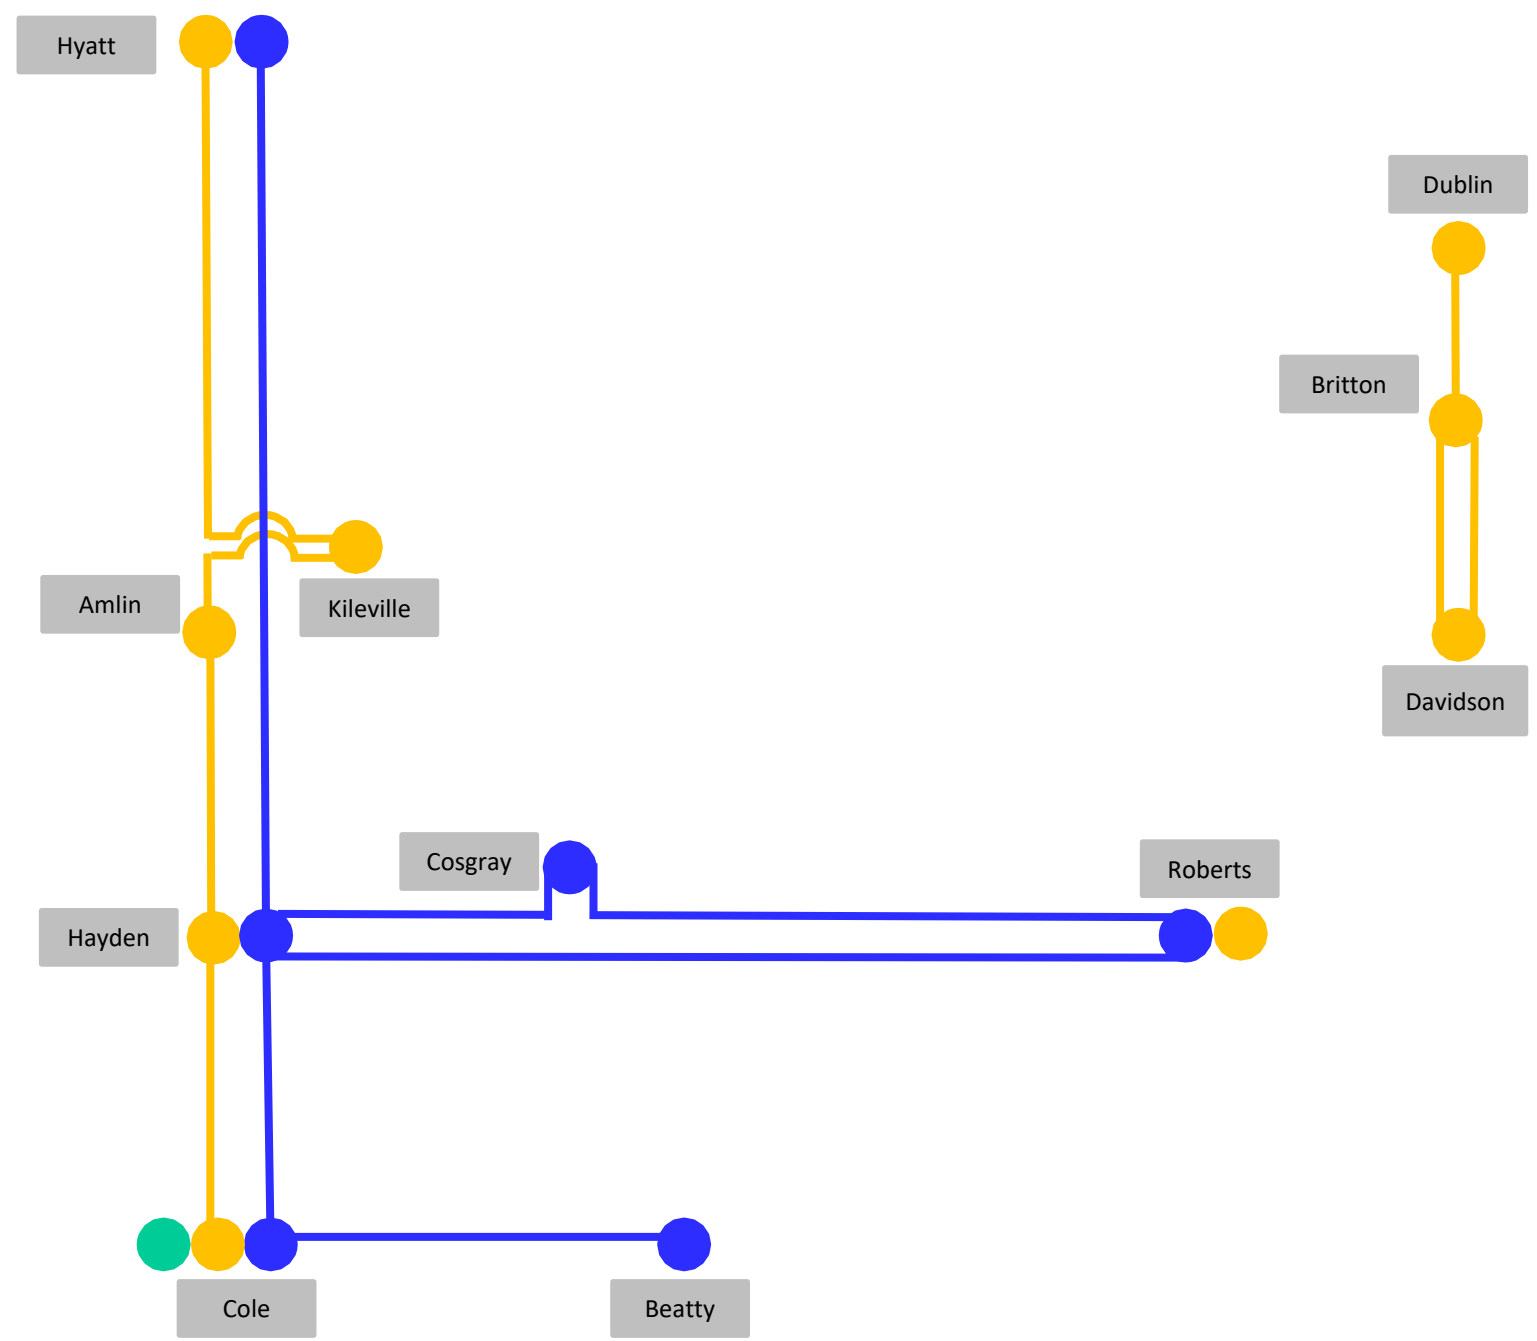 Hyatt
Dublin
Britton
Amlin
Kileville
Davidson
Cosgray
Roberts
Hayden
Cole
Beatty